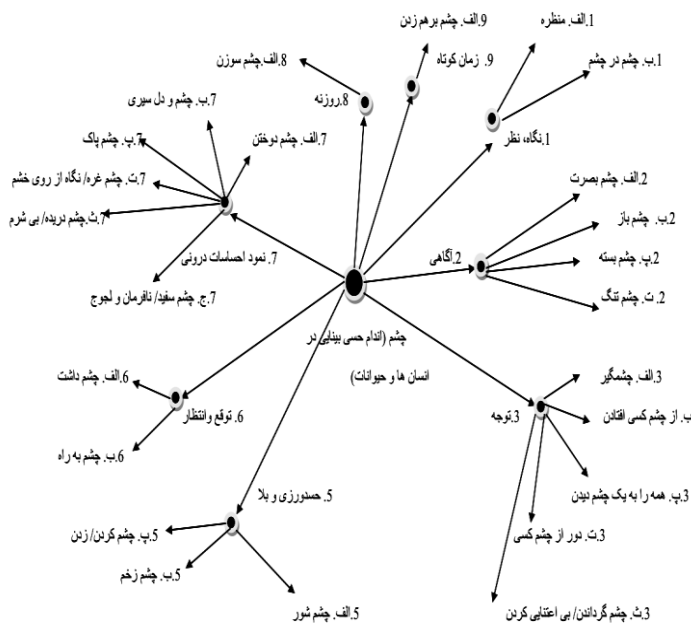 چشم (اندام حسی بینایی در
انسان ها و حیوانات)
1.نگاه، نظر
1.الف. منظره
1.ب. چشم در چشم
2.آگاهی
2.الف. چشم بصرت
2.ب. چشم باز
2.پ. چشم بسته
2. ت. چشم تنگ
3.توجه
3.الف. چشمگیر
ب. از چشم کسی افتادن
3.پ. همه را به یک چشم دیدن
3.ت. دور از چشم کسی
3.ث. چشم گرداندن/ بی اعتنایی کردن
5. حسدورزی و بلا
5.الف. چشم شور
5.ب. چشم زخم
5.پ. چشم کردن/ زدن
6. توقع وانتظار
6.الف. چشم داشت
6.ب. چشم به راه
7. نمود احساسات درونی
7.الف. چشم دوختن
7.ب. چشم و دل سیری
7.پ. چشم پاک
7.ت. چشم غره/ نگاه از روی خشم
7.ث.چشم دریده/ بی شرم
7.ج. چشم سفید/ نافرمان و لجوج
8.روزنه
8.الف.چشم سوزن
9. زمان کوتاه
9.الف. چشم برهم زدن